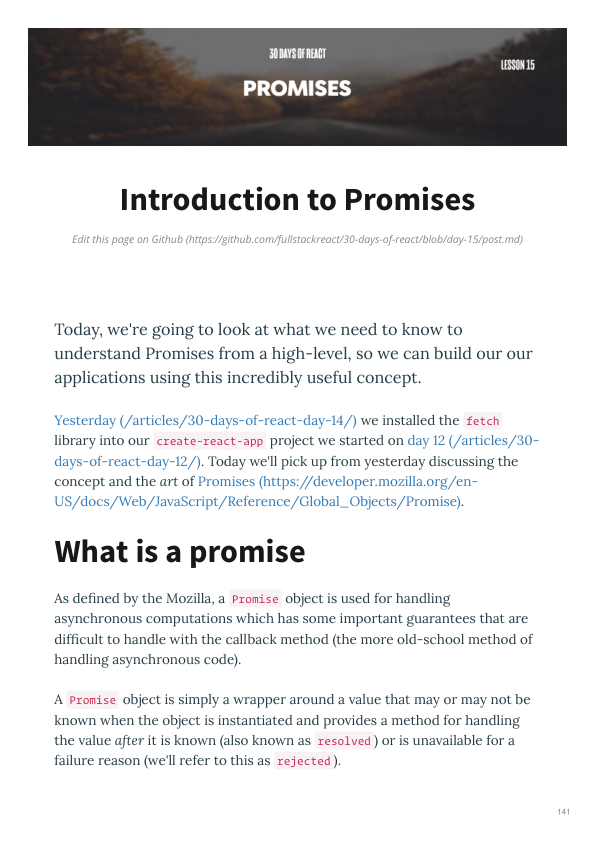 30 DAYS OF REACT
LESSON 15
PROMISES
Introduction to Promises
Edit this page on Github (https://github.com/fullstackreact/30-days-of-react/blob/day-15/post.md)
Today, we're going to look at what we need to know to
understand Promises from a high-level, so we can build our our
applications using this incredibly useful concept.
Yesterday (/articles/30-days-of-react-day-14/) we installed the fetch
library into our create-react-app project we started on day 12 (/articles/30-
days-of-react-day-12/). Today we'll pick up from yesterday discussing the
concept and the art of Promises (https://developer.mozilla.org/en-
US/docs/Web/JavaScript/Reference/Global_Objects/Promise).
What is a promise
As defined by the Mozilla, a Promise object is used for handling
asynchronous computations which has some important guarantees that are
difficult to handle with the callback method (the more old-school method of
handling asynchronous code).
A Promise object is simply a wrapper around a value that may or may not be
known when the object is instantiated and provides a method for handling
the value after it is known (also known as resolved) or is unavailable for a
failure reason (we'll refer to this as rejected).
141